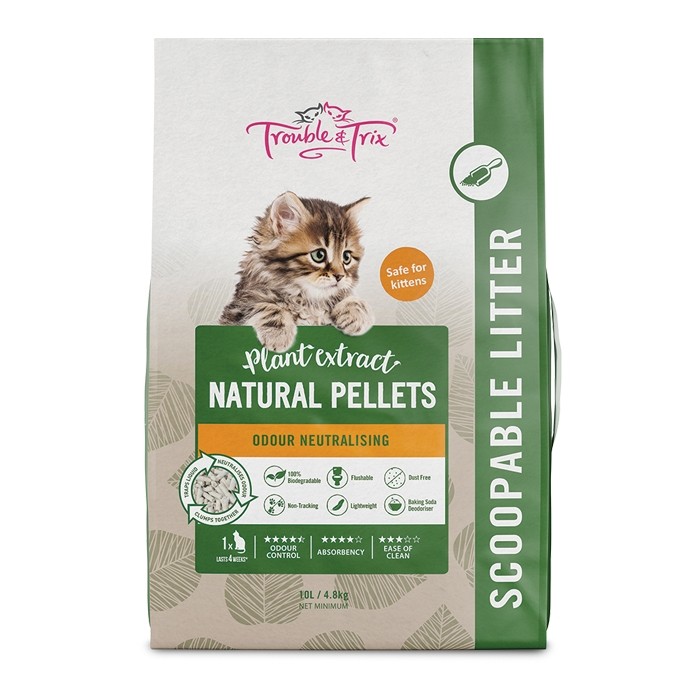 Trouble & Trix®
Safe for
kittens
Plant extract
NATURAL PELLETS
ODOUR NEUTRALISING
TRAPS LIQUID
NEUTRALISES ODOUR
CLUMPS TOGETHER
100%
Biodegradable
Flushable
Dust Free
Non-Tracking
Lightweight
Baking Soda
Deodoriser
1x
LASTS 4 WEEKS*
ODOUR
CONTROL
ABSORBENCY
EASE OF
CLEAN
10L / 4.8kg
NET MINIMUM
SCOOPABLE LITTER